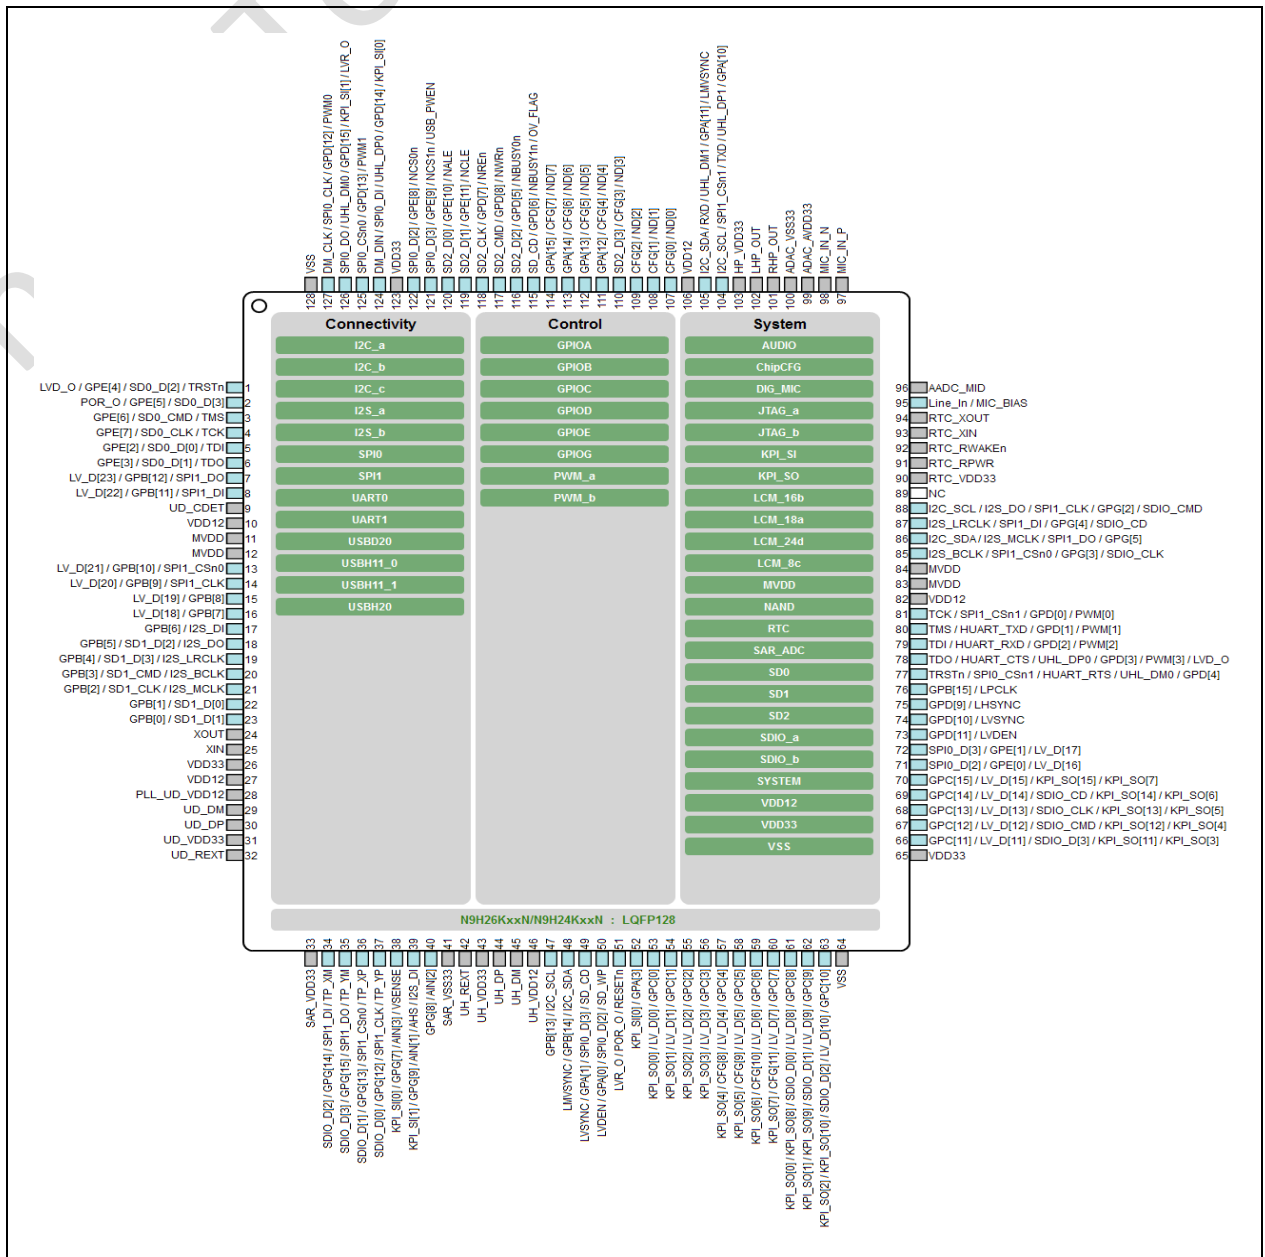 VSS
DM_CLK / SPI0_CLK / GPD[12] / PWM0
SPI0_DO / UHL_DM0 / GPD[15] / KPI_SI[1] / LVR_O
SPI0_CSn0 / GPD[13] / PWM1
DM_DIN / SPI0_DI / UHL_DP0 / GPD[14] / KPI_SI[0]
VDD33
SPI0_D[2] / GPE[8] / NCS0n
SPI0_D[3] / GPE[9] / NCS1n / USB_PWEN
SD2_D[0] / GPE[10] / NALE
SD2_D[1] / GPE[11] / NCLE
SD2_CLK / GPD[7] / NREn
SD2_CMD / GPD[8] / NWRn
SD2_D[2] / GPD[5] / NBUSY0n
SD_CD / GPD[6] / NBUSY1n / OV_FLAG
GPA[15] / CFG[7] / ND[7]
GPA[14] / CFG[6] / ND[6]
GPA[13] / CFG[5] / ND[5]
GPA[12] / CFG[4] / ND[4]
SD2_D[3] / CFG[3] / ND[3]
CFG[2] / ND[2]
CFG[1] / ND[1]
CFG[0] / ND[0]
VDD12
I2C_SDA / RXD / UHL_DM1 / GPA[11] / LMVSYNC
I2C_SCL / SPI1_CSn1 / TXD / UHL_DP1 / GPA[10]
HP_VDD33
LHP_OUT
RHP_OUT
ADAC_VSS33
ADAC_AVDD33
MIC_IN_N
MIC_IN_P
128 127 126 125 124 123 122 121 120 119 118 117 116 115 114 113 112 111 110 109 108 107 106 105 104 103 102 101 100 99 98 97
LVD_O / GPE[4] / SD0_D[2] / TRSTn 1
POR_O / GPE[5] / SD0_D[3] 2
GPE[6] / SD0_CMD / TMS 3
GPE[7] / SD0_CLK / TCK 4
GPE[2] / SD0_D[0] / TDI 5
GPE[3] / SD0_D[1] / TDO 6
LV_D[23] / GPB[12] / SPI1_DO 7
LV_D[22] / GPB[11] / SPI1_DI 8
UD_CDET 9
VDD12 10
MVDD 11
MVDD 12
LV_D[21] / GPB[10] / SPI1_CSn0 13
LV_D[20] / GPB[9] / SPI1_CLK 14
LV_D[19] / GPB[8] 15
LV_D[18] / GPB[7] 16
GPB[6] / I2S_DI 17
GPB[5] / SD1_D[2] / I2S_DO 18
GPB[4] / SD1_D[3] / I2S_LRCLK 19
GPB[3] / SD1_CMD / I2S_BCLK 20
GPB[2] / SD1_CLK / I2S_MCLK 21
GPB[1] / SD1_D[0] 22
GPB[0] / SD1_D[1] 23
XOUT 24
XIN 25
VDD33 26
VDD12 27
PLL_UD_VDD12 28
UD_DM 29
UD_DP 30
UD_VDD33 31
UD_REXT 32
Connectivity
I2C_a
I2C_b
I2C_c
I2S_a
I2S_b
SPI0
SPI1
UART0
UART1
USBD20
USBH11_0
USBH11_1
USBH20
Control
GPIOA
GPIOB
GPIOC
GPIOD
GPIOE
GPIOG
PWM_a
PWM_b
System
AUDIO
ChipCFG
DIG_MIC
JTAG_a
JTAG_b
KPI_SI
KPI_SO
LCM_16b
LCM_18a
LCM_24d
LCM_8c
MVDD
NAND
RTC
SAR_ADC
SD0
SD1
SD2
SDIO_a
SDIO_b
SYSTEM
VDD12
VDD33
VSS
N9H26KxxN/N9H24KxxN : LQFP128
96 AADC_MID
95 Line_In / MIC_BIAS
94 RTC_XOUT
93 RTC_XIN
92 RTC_RWAKEn
91 RTC_RPWR
90 RTC_VDD33
89 NC
88 I2C_SCL / I2S_DO / SPI1_CLK / GPG[2] / SDIO_CMD
87 I2S_LRCLK / SPI1_DI / GPG[4] / SDIO_CD
86 I2C_SDA / I2S_MCLK / SPI1_DO / GPG[5]
85 I2S_BCLK / SPI1_CSn0 / GPG[3] / SDIO_CLK
84 MVDD
83 MVDD
82 VDD12
81 TCK / SPI1_CSn1 / GPD[0] / PWM[0]
80 TMS / HUART_TXD / GPD[1] / PWM[1]
79 TDI / HUART_RXD / GPD[2] / PWM[2]
78 TDO / HUART_CTS / UHL_DP0 / GPD[3] / PWM[3] / LVD_O
77 TRSTn / SPI0_CSn1 / HUART_RTS / UHL_DM0 / GPD[4]
76 GPB[15] / LPCLK
75 GPD[9] / LHSYNC
74 GPD[10] / LVSYNC
73 GPD[11] / LVDEN
72 SPI0_D[3] / GPE[1] / LV_D[17]
71 SPI0_D[2] / GPE[0] / LV_D[16]
70 GPC[15] / LV_D[15] / KPI_SO[15] / KPI_SO[7]
69 GPC[14] / LV_D[14] / SDIO_CD / KPI_SO[14] / KPI_SO[6]
68 GPC[13] / LV_D[13] / SDIO_CLK / KPI_SO[13] / KPI_SO[5]
67 GPC[12] / LV_D[12] / SDIO_CMD / KPI_SO[12] / KPI_SO[4]
66 GPC[11] / LV_D[11] / SDIO_D[3] / KPI_SO[11] / KPI_SO[3]
65 VDD33
33 34 35 36 37 38 39 40 41 42 43 44 45 46 47 48 49 50 51 52 53 54 55 56 57 58 59 60 61 62 63 64
SAR_VDD33
SDIO_D[2] / GPG[14] / SPI1_DI / TP_XM
SDIO_D[3] / GPG[15] / SPI1_DO / TP_YM
SDIO_D[1] / GPG[13] / SPI1_CSn0 / TP_XP
SDIO_D[0] / GPG[12] / SPI1_CLK / TP_YP
KPI_SI[0] / GPG[7] / AIN[3] / VSENSE
KPI_SI[1] / GPG[9] / AIN[1] / AHS / I2S_DI
GPG[8] / AIN[2]
SAR_VSS33
UH_REXT
UH_VDD33
UH_DP
UH_DM
UH_VDD12
GPB[13] / I2C_SCL
LMVSYNC / GPB[14] / I2C_SDA
LVSYNC / GPA[1] / SPI0_D[3] / SD_CD
LVDEN / GPA[0] / SPI0_D[2] / SD_WP
LVR_O / POR_O / RESETn
KPI_SI[0] / GPA[3]
KPI_SO[0] / LV_D[0] / GPC[0]
KPI_SO[1] / LV_D[1] / GPC[1]
KPI_SO[2] / LV_D[2] / GPC[2]
KPI_SO[3] / LV_D[3] / GPC[3]
KPI_SO[4] / CFG[8] / LV_D[4] / GPC[4]
KPI_SO[5] / CFG[9] / LV_D[5] / GPC[5]
KPI_SO[6] / CFG[10] / LV_D[6] / GPC[6]
KPI_SO[7] / CFG[11] / LV_D[7] / GPC[7]
KPI_SO[0] / KPI_SO[8] / SDIO_D[0] / LV_D[8] / GPC[8]
KPI_SO[1] / KPI_SO[9] / SDIO_D[1] / LV_D[9] / GPC[9]
KPI_SO[2] / KPI_SO[10] / SDIO_D[2] / LV_D[10] / GPC[10]
VSS